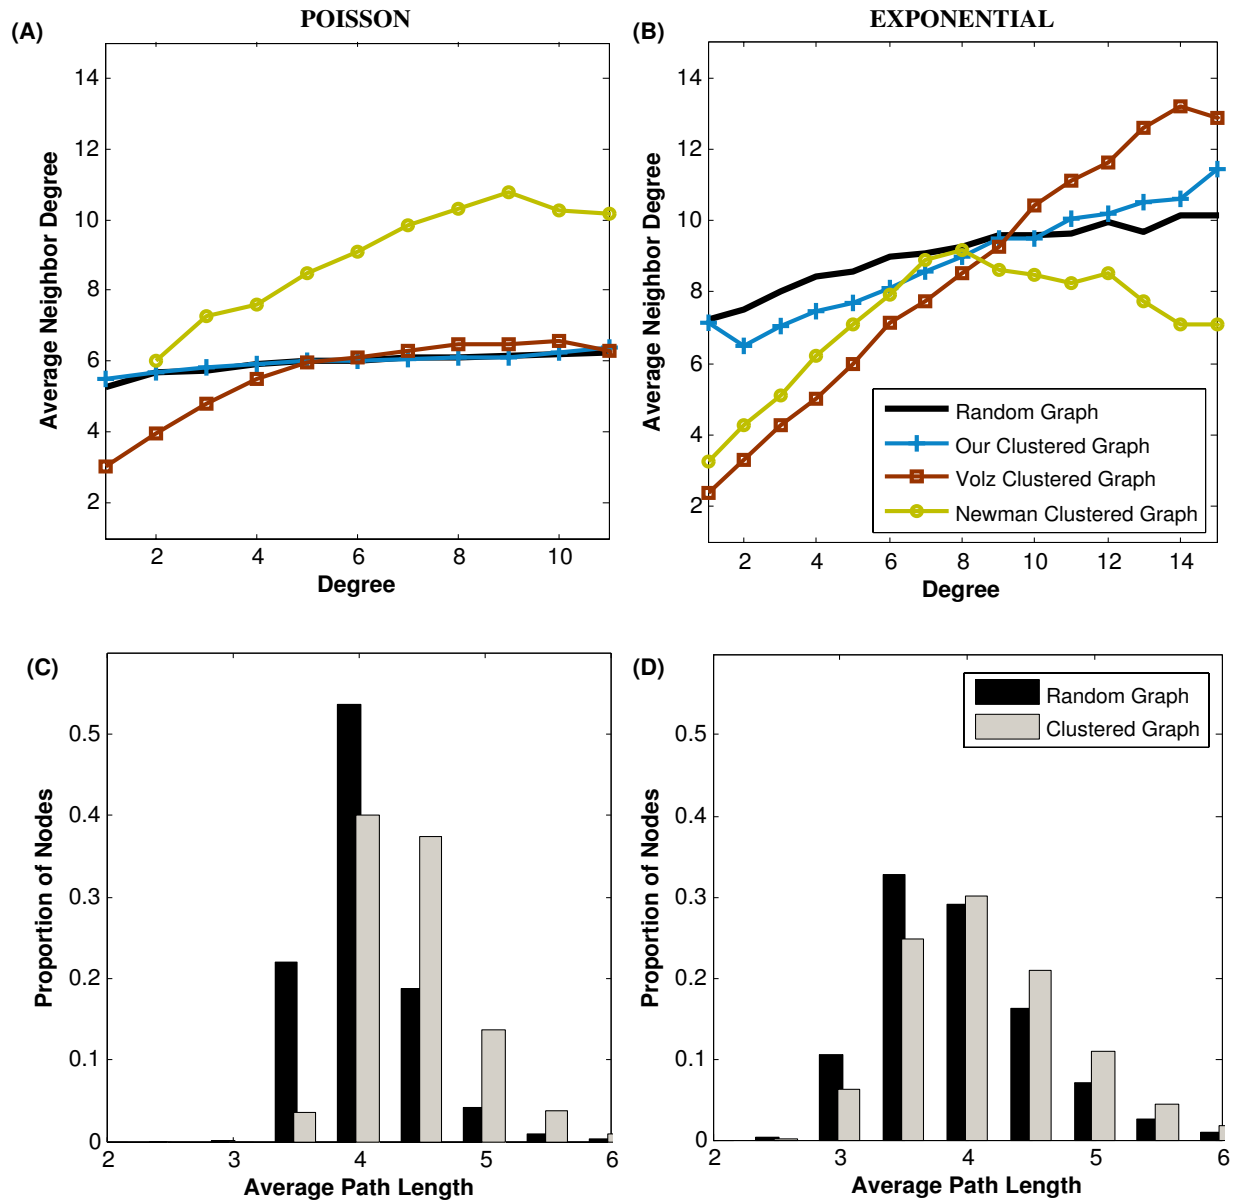 POISSON
EXPONENTIAL
(A)
14
12
10
8
6
4
2
Average Neighbor Degree
2
4
6
8
10
Degree
(B)
14
12
10
8
6
4
2
Average Neighbor Degree
Random Graph
Our Clustered Graph
Volz Clustered Graph
Newman Clustered Graph
2
4
6
8
10
12
14
Degree
(C)
0.5
0.4
0.3
0.2
0.1
0
Proportion of Nodes
2
3
4
5
6
Average Path Length
(D)
0.5
0.4
0.3
0.2
0.1
0
Proportion of Nodes
Random Graph
Clustered Graph
2
3
4
5
6
Average Path Length